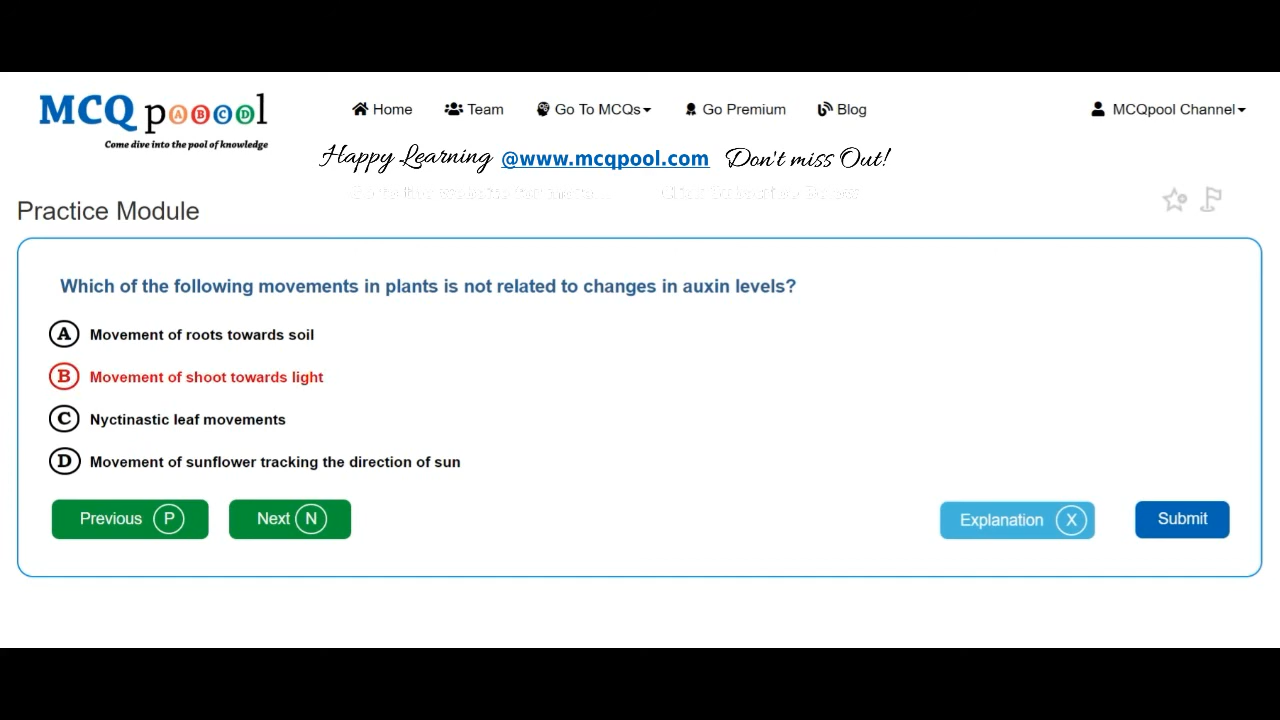 MCQ pABCDl
Come dive into the pool of knowledge
Home Team Go To MCQs Go Premium Blog MCQpool Channel
Happy Learning @www.mcqpool.com Don't miss Out!
Practice Module
Which of the following movements in plants is not related to changes in auxin levels?
A Movement of roots towards soil
B Movement of shoot towards light
C Nyctinastic leaf movements
D Movement of sunflower tracking the direction of sun
Previous P Next N Explanation X Submit